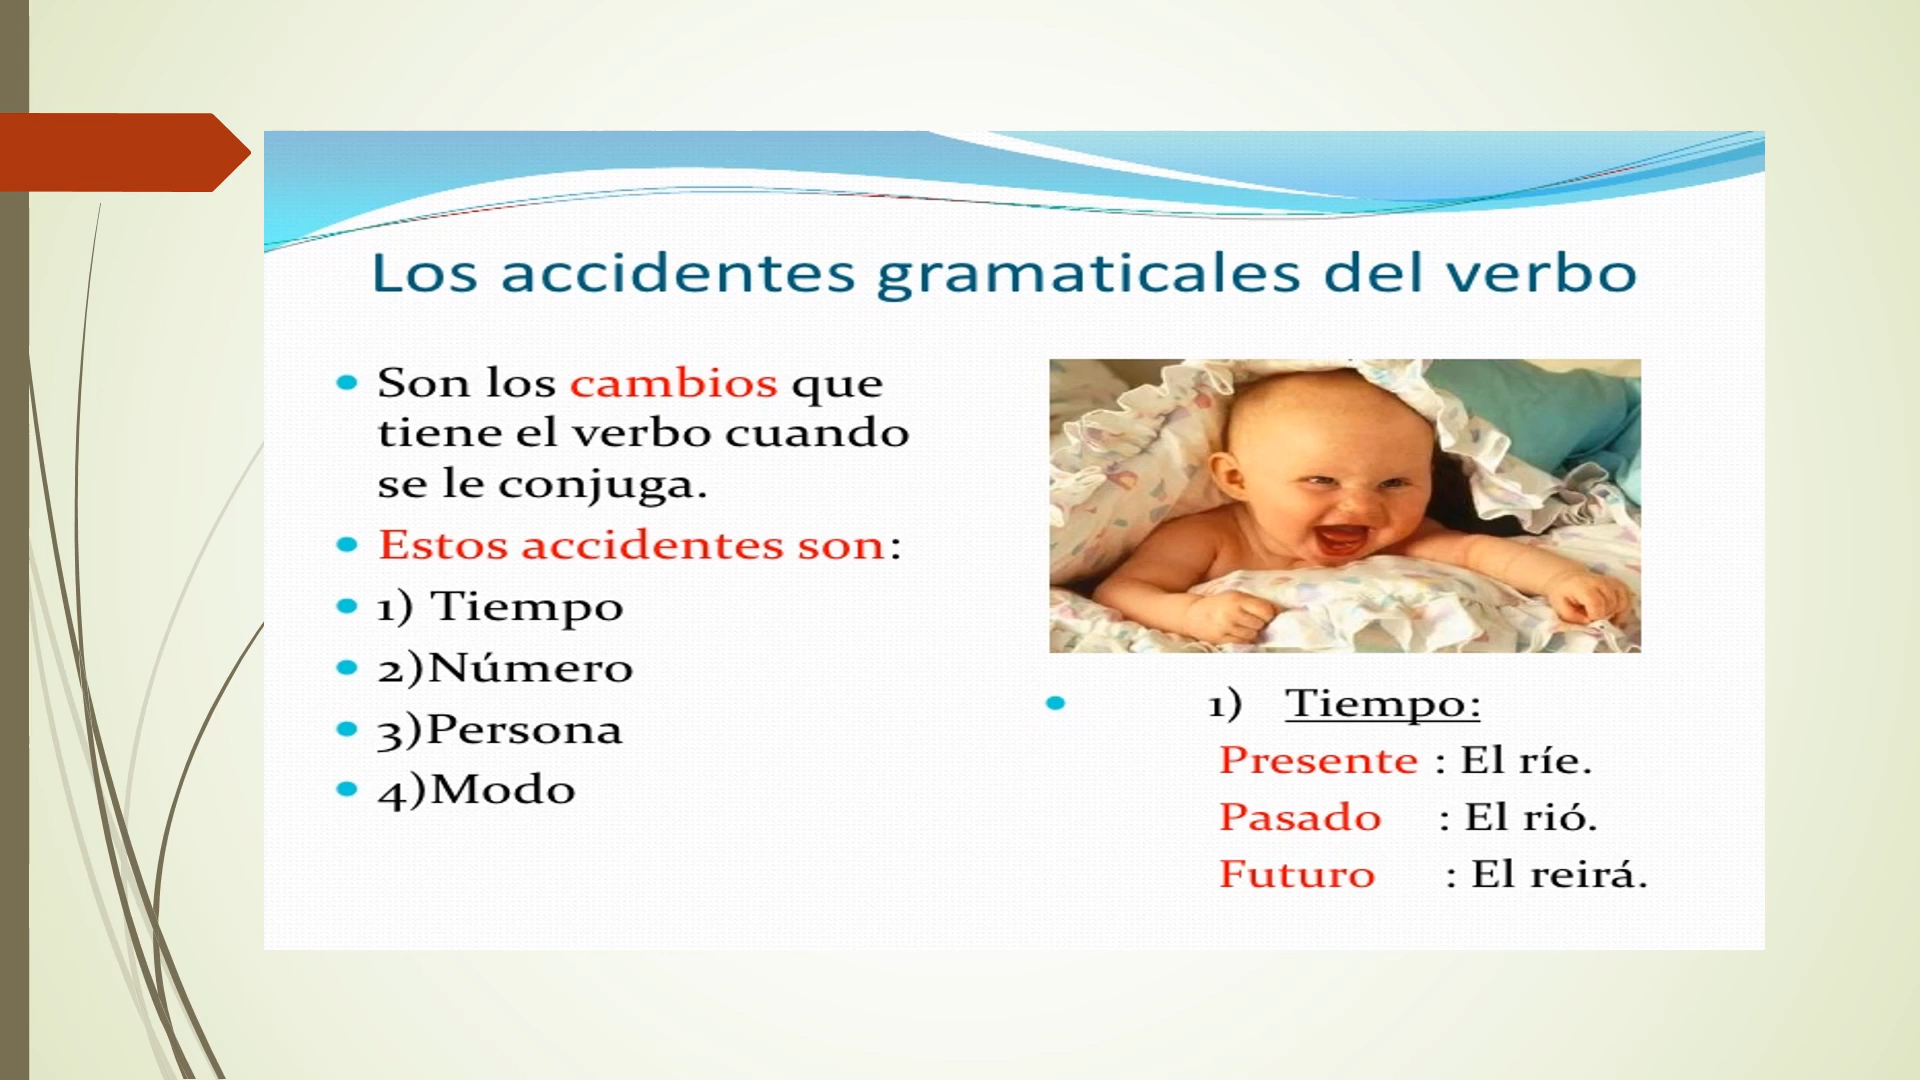 Los accidentes gramaticales del verbo
Son los cambios que
tiene el verbo cuando
se le conjuga.
Estos accidentes son:
1) Tiempo
2)Número
3)Persona
4)Modo
1) Tiempo:
Presente : El ríe.
Pasado : El rió.
Futuro : El reirá.